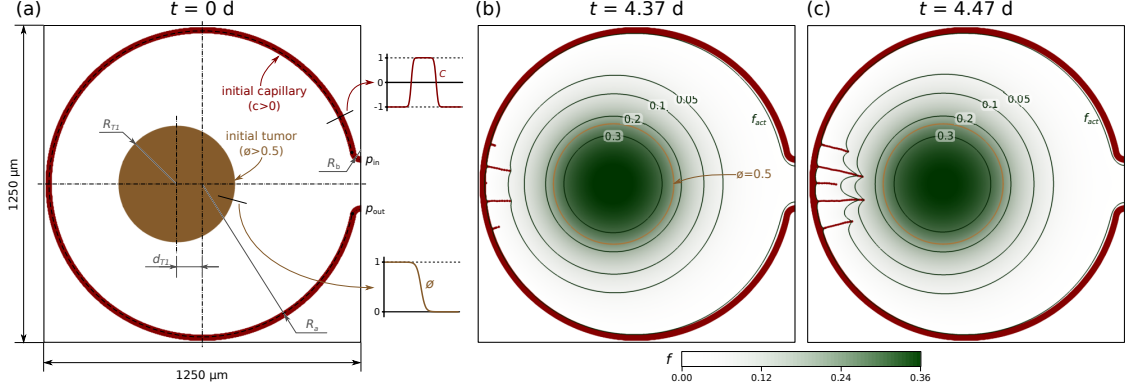 (a)
t = 0 d
(b)
t = 4.37 d
(c)
t = 4.47 d
1250 µm
1250 µm
initial capillary
(c>0)
initial tumor
(ø>0.5)
R_T1
R_b
p_in
p_out
d_T1
R_a
1
0
-1
c
1
0
ø
0.05
0.1
0.2
0.3
f_act
ø=0.5
0.05
0.1
0.2
0.3
f_act
f
0.00
0.12
0.24
0.36